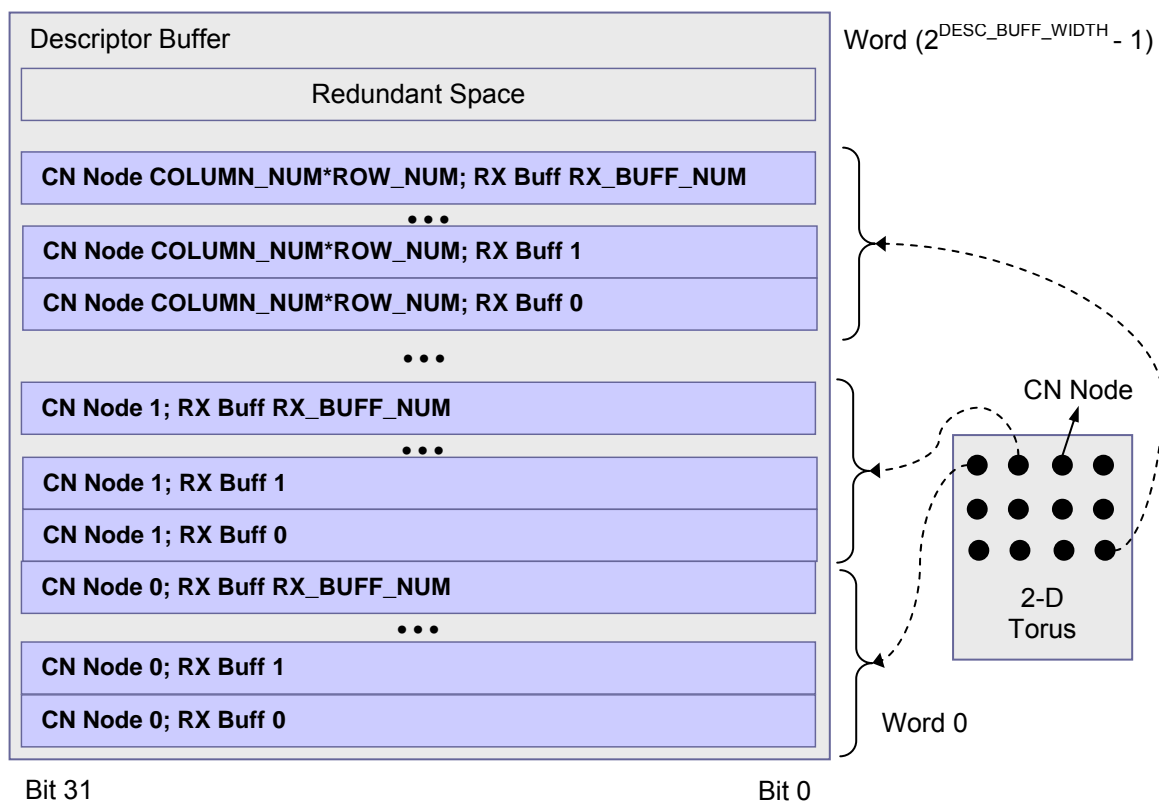 Descriptor Buffer
Word (2^DESC_BUFF_WIDTH - 1)
Redundant Space
CN Node COLUMN_NUM*ROW_NUM; RX Buff RX_BUFF_NUM
...
CN Node COLUMN_NUM*ROW_NUM; RX Buff 1
CN Node COLUMN_NUM*ROW_NUM; RX Buff 0
...
CN Node 1; RX Buff RX_BUFF_NUM
...
CN Node 1; RX Buff 1
CN Node 1; RX Buff 0
CN Node 0; RX Buff RX_BUFF_NUM
...
CN Node 0; RX Buff 1
CN Node 0; RX Buff 0
CN Node
2-D
Torus
Word 0
Bit 31
Bit 0